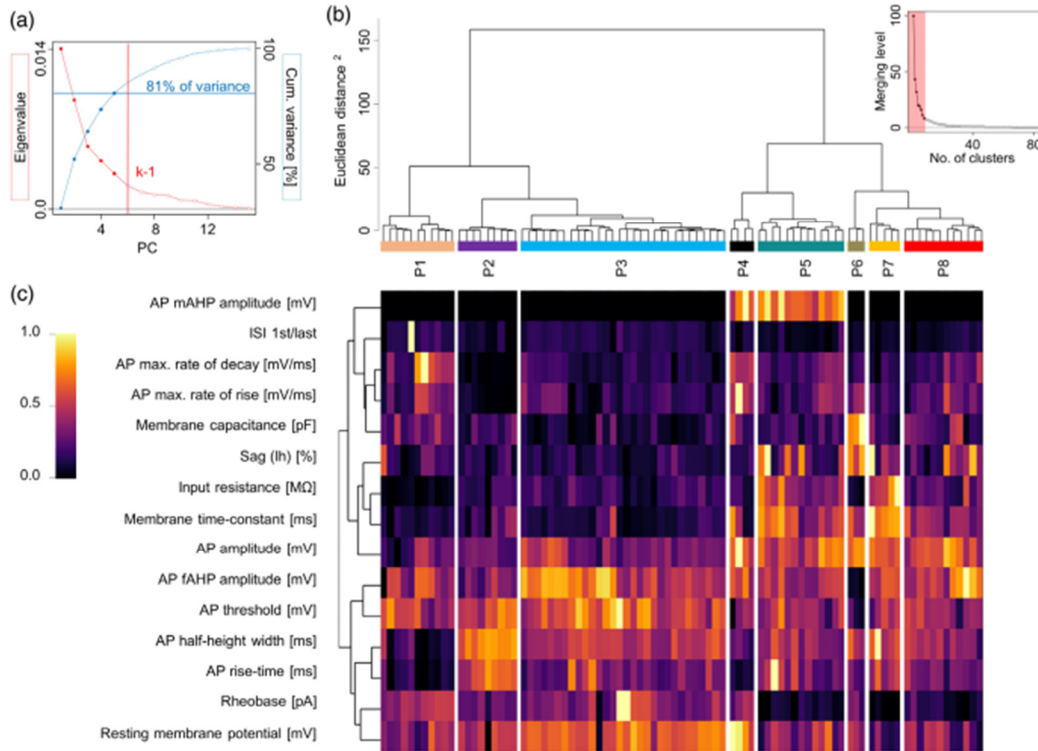 (a)
0.014
Eigenvalue
0.0
81% of variance
k-1
100
50
Cum. variance [%]
4
8
12
PC
(b)
150
100
50
0
Euclidean distance 2
100
50
0
Merging level
40
80
No. of clusters
P1
P2
P3
P4
P5
P6
P7
P8
(c)
1.0
0.5
0.0
AP mAHP amplitude [mV]
ISI 1st/last
AP max. rate of decay [mV/ms]
AP max. rate of rise [mV/ms]
Membrane capacitance [pF]
Sag (Ih) [%]
Input resistance [MΩ]
Membrane time-constant [ms]
AP amplitude [mV]
AP fAHP amplitude [mV]
AP threshold [mV]
AP half-height width [ms]
AP rise-time [ms]
Rheobase [pA]
Resting membrane potential [mV]